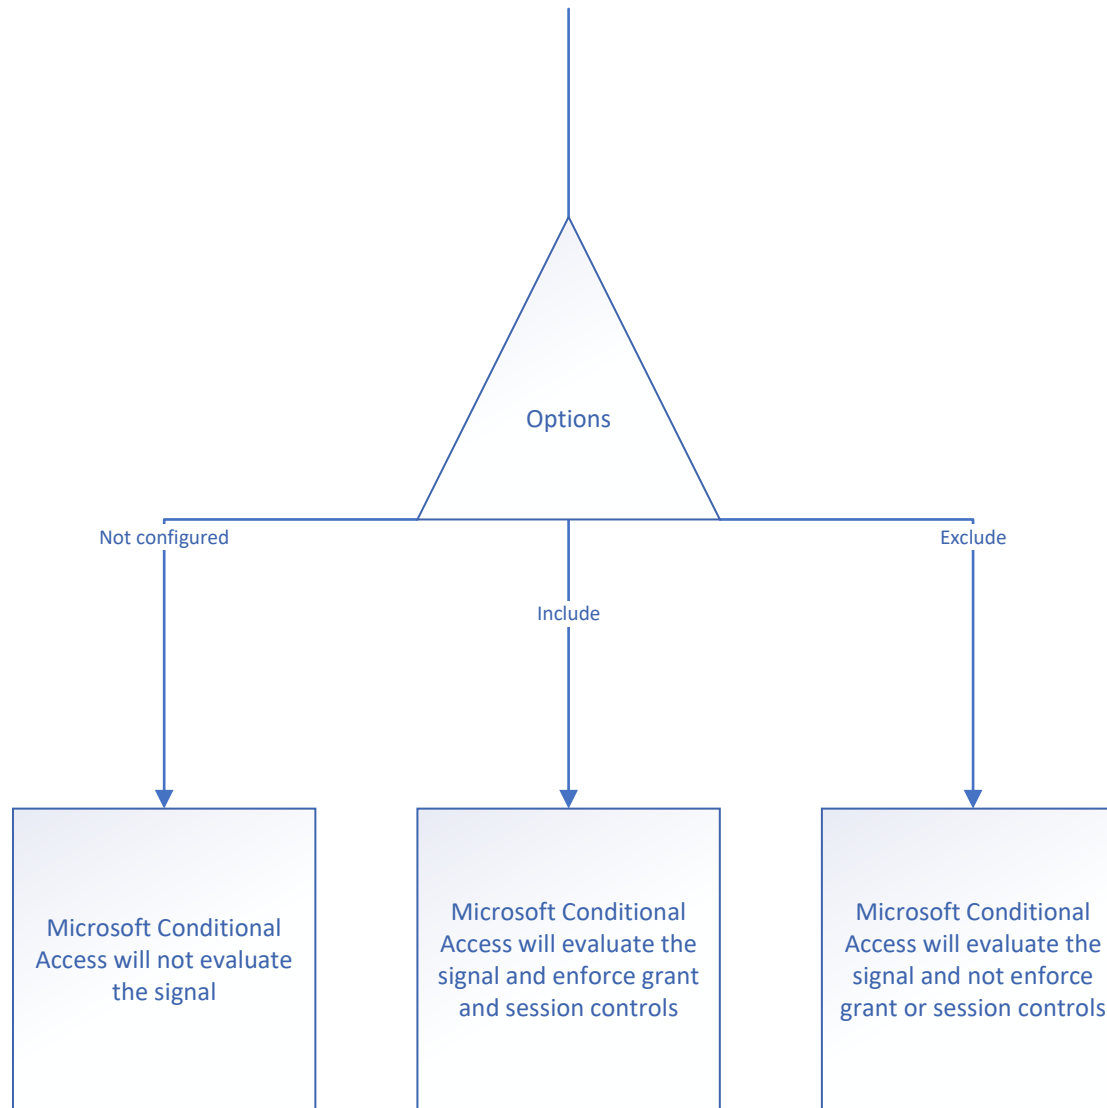 Options
Not configured
Exclude
Include
Microsoft Conditional
Access will not evaluate
the signal
Microsoft Conditional
Access will evaluate the
signal and enforce grant
and session controls
Microsoft Conditional
Access will evaluate the
signal and not enforce
grant or session controls